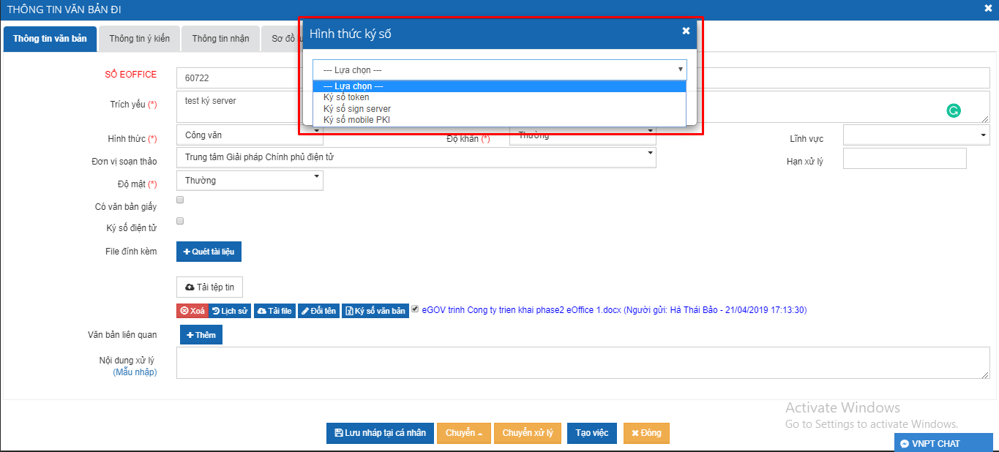 THÔNG TIN VĂN BẢN ĐI
Thông tin văn bản
Thông tin ý kiến
Thông tin nhận
Sơ đồ
Hình thức ký số
--- Lựa chọn ---
--- Lựa chọn ---
Ký số token
Ký số sign server
Ký số mobile PKI
SỐ EOFFICE
60722
Trích yếu (*)
test ký server
Hình thức (*)
Công văn
Độ khẩn (*)
Thường
Lĩnh vực
Đơn vị soạn thảo
Trung tâm Giải pháp Chính phủ điện tử
Hạn xử lý
Độ mật (*)
Thường
Có văn bản giấy
Ký số điện tử
File đính kèm
Quét tài liệu
Tải tệp tin
Xoá Lịch sử Tải file Đổi tên Ký số văn bản eGOV trinh Cong ty trien khai phase2 eOffice 1.docx (Người gửi: Hà Thái Bảo - 21/04/2019 17:13:30)
Văn bản liên quan
Thêm
Nội dung xử lý
(Mẫu nhập)
Activate Windows
Go to Settings to activate Windows.
Lưu nháp tại cá nhân
Chuyển
Chuyển xử lý
Tạo việc
Đóng
VNPT CHAT